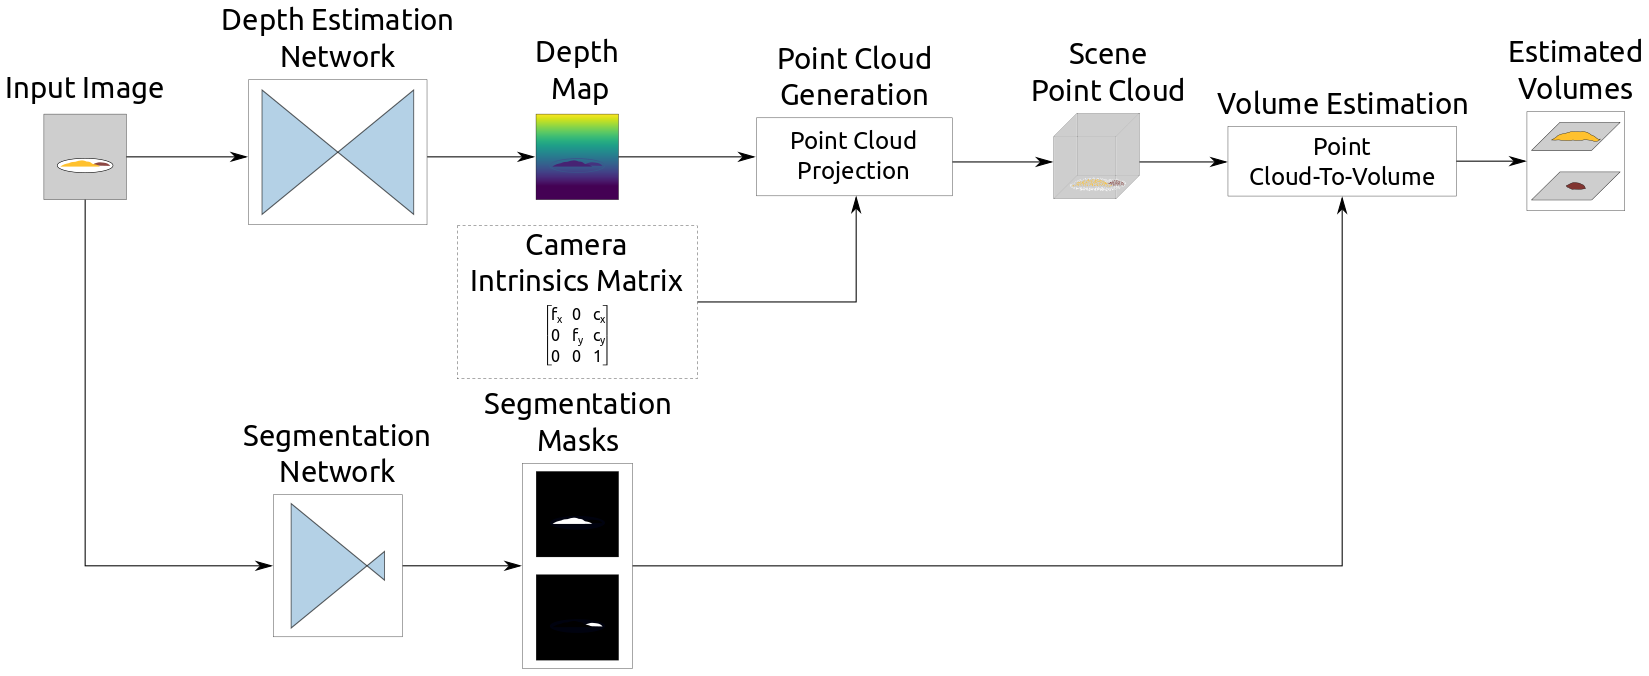 Depth Estimation
Network
Input Image
Depth
Map
Point Cloud
Generation
Point Cloud
Projection
Scene
Point Cloud
Volume Estimation
Point
Cloud-To-Volume
Estimated
Volumes
Camera
Intrinsics Matrix
fx 0 cx
0 fy cy
0 0 1
Segmentation
Network
Segmentation
Masks